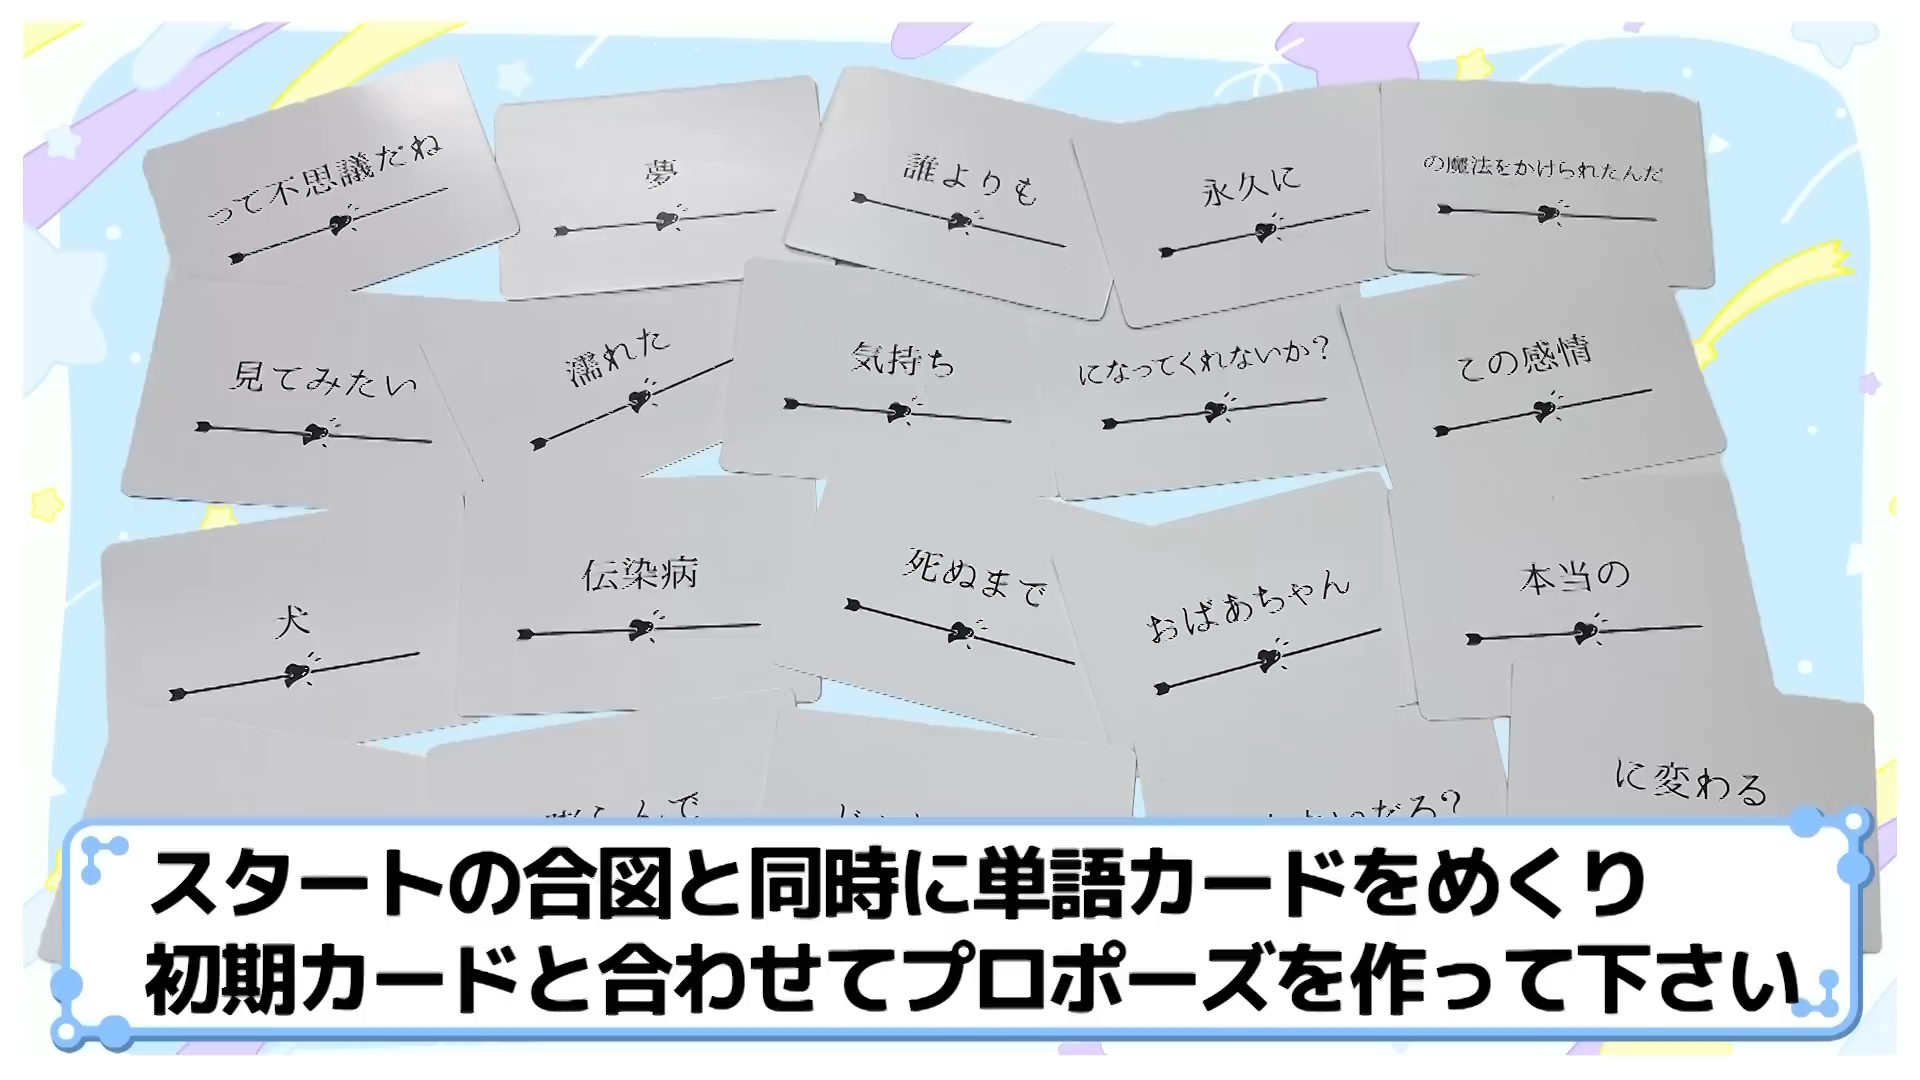 って不思議だね
夢
誰よりも
永久に
の魔法をかけられたんだ
見てみたい
濡れた
気持ち
になってくれないか?
この感情
犬
伝染病
死ぬまで
おばあちゃん
本当の
に変わる
スタートの合図と同時に単語カードをめくり
初期カードと合わせてプロポーズを作って下さい